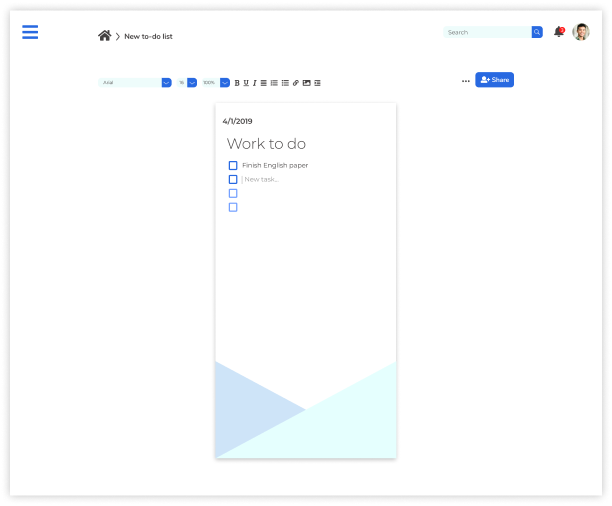 New to-do list
Search
Arial
16
100%
B U I
Share
4/1/2019
Work to do
Finish English paper
New task...